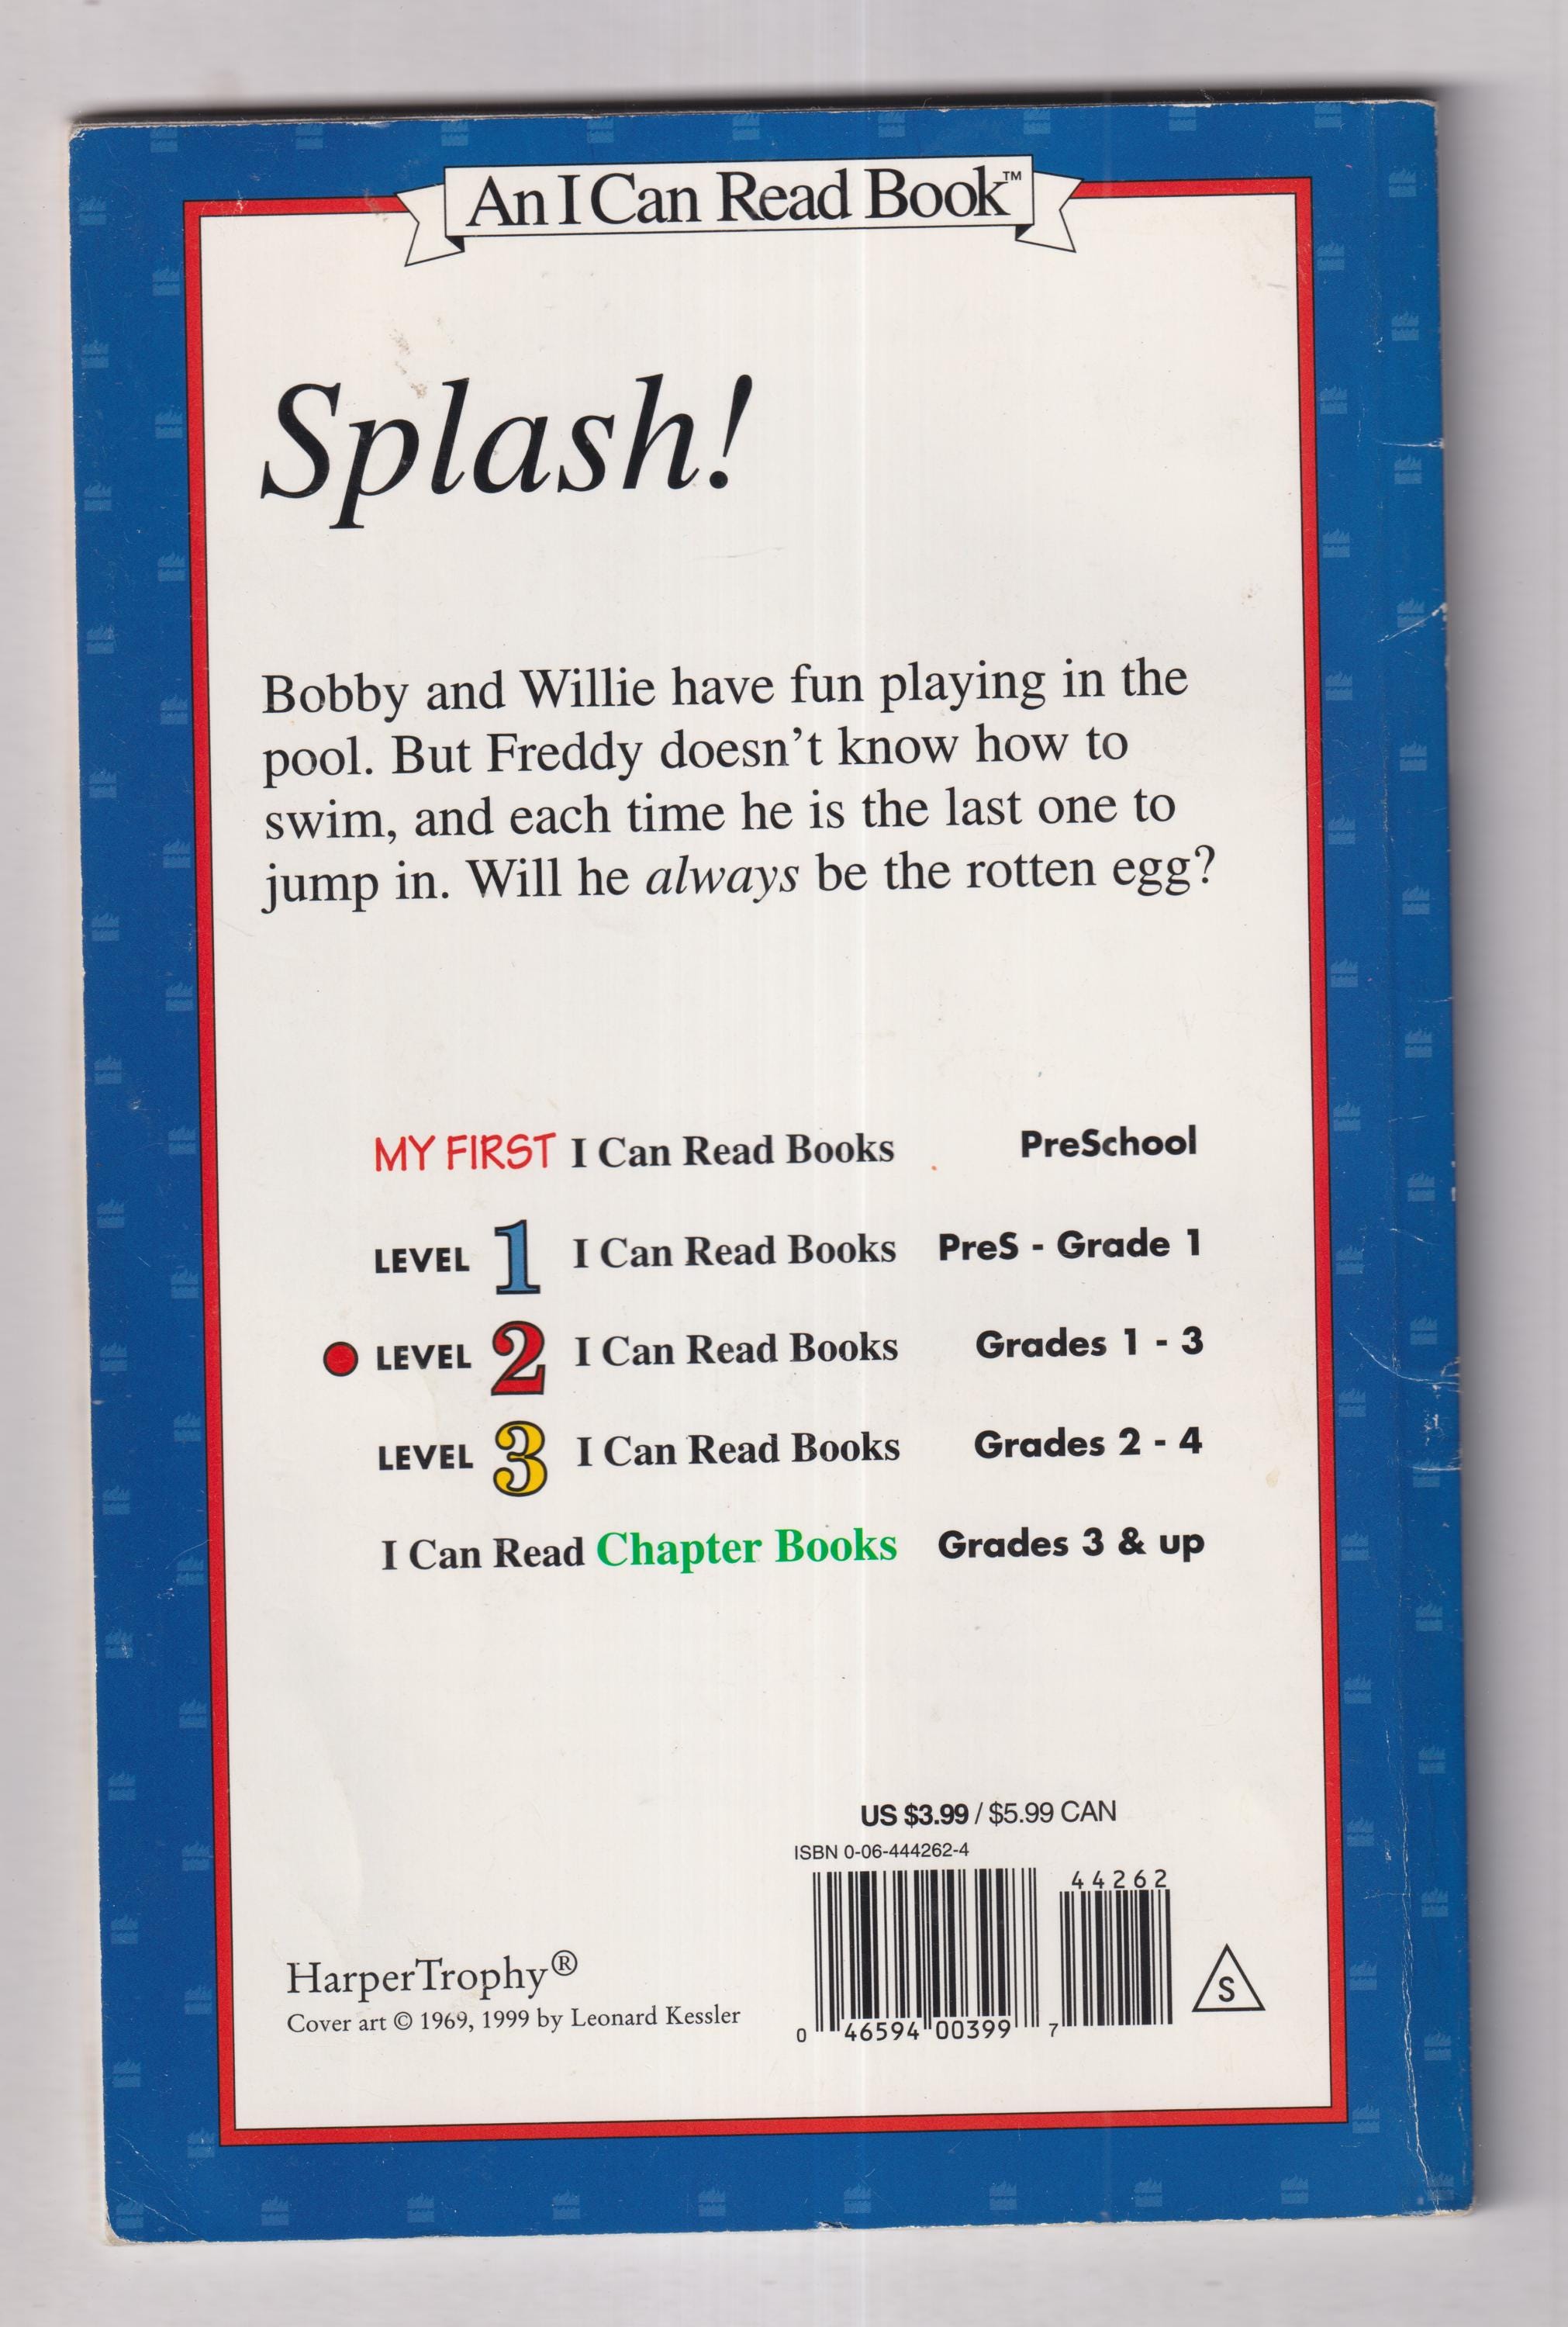 An I Can Read Book™
Splash!
Bobby and Willie have fun playing in the
pool. But Freddy doesn't know how to
swim, and each time he is the last one to
jump in. Will he always be the rotten egg?
MY FIRST I Can Read Books PreSchool
LEVEL 1 I Can Read Books PreS - Grade 1
LEVEL 2 I Can Read Books Grades 1 - 3
LEVEL 3 I Can Read Books Grades 2 - 4
I Can Read Chapter Books Grades 3 & up
US $3.99 / $5.99 CAN
ISBN 0-06-444262-4
44262
S
HarperTrophy®
Cover art © 1969, 1999 by Leonard Kessler
0 46594 00399 7